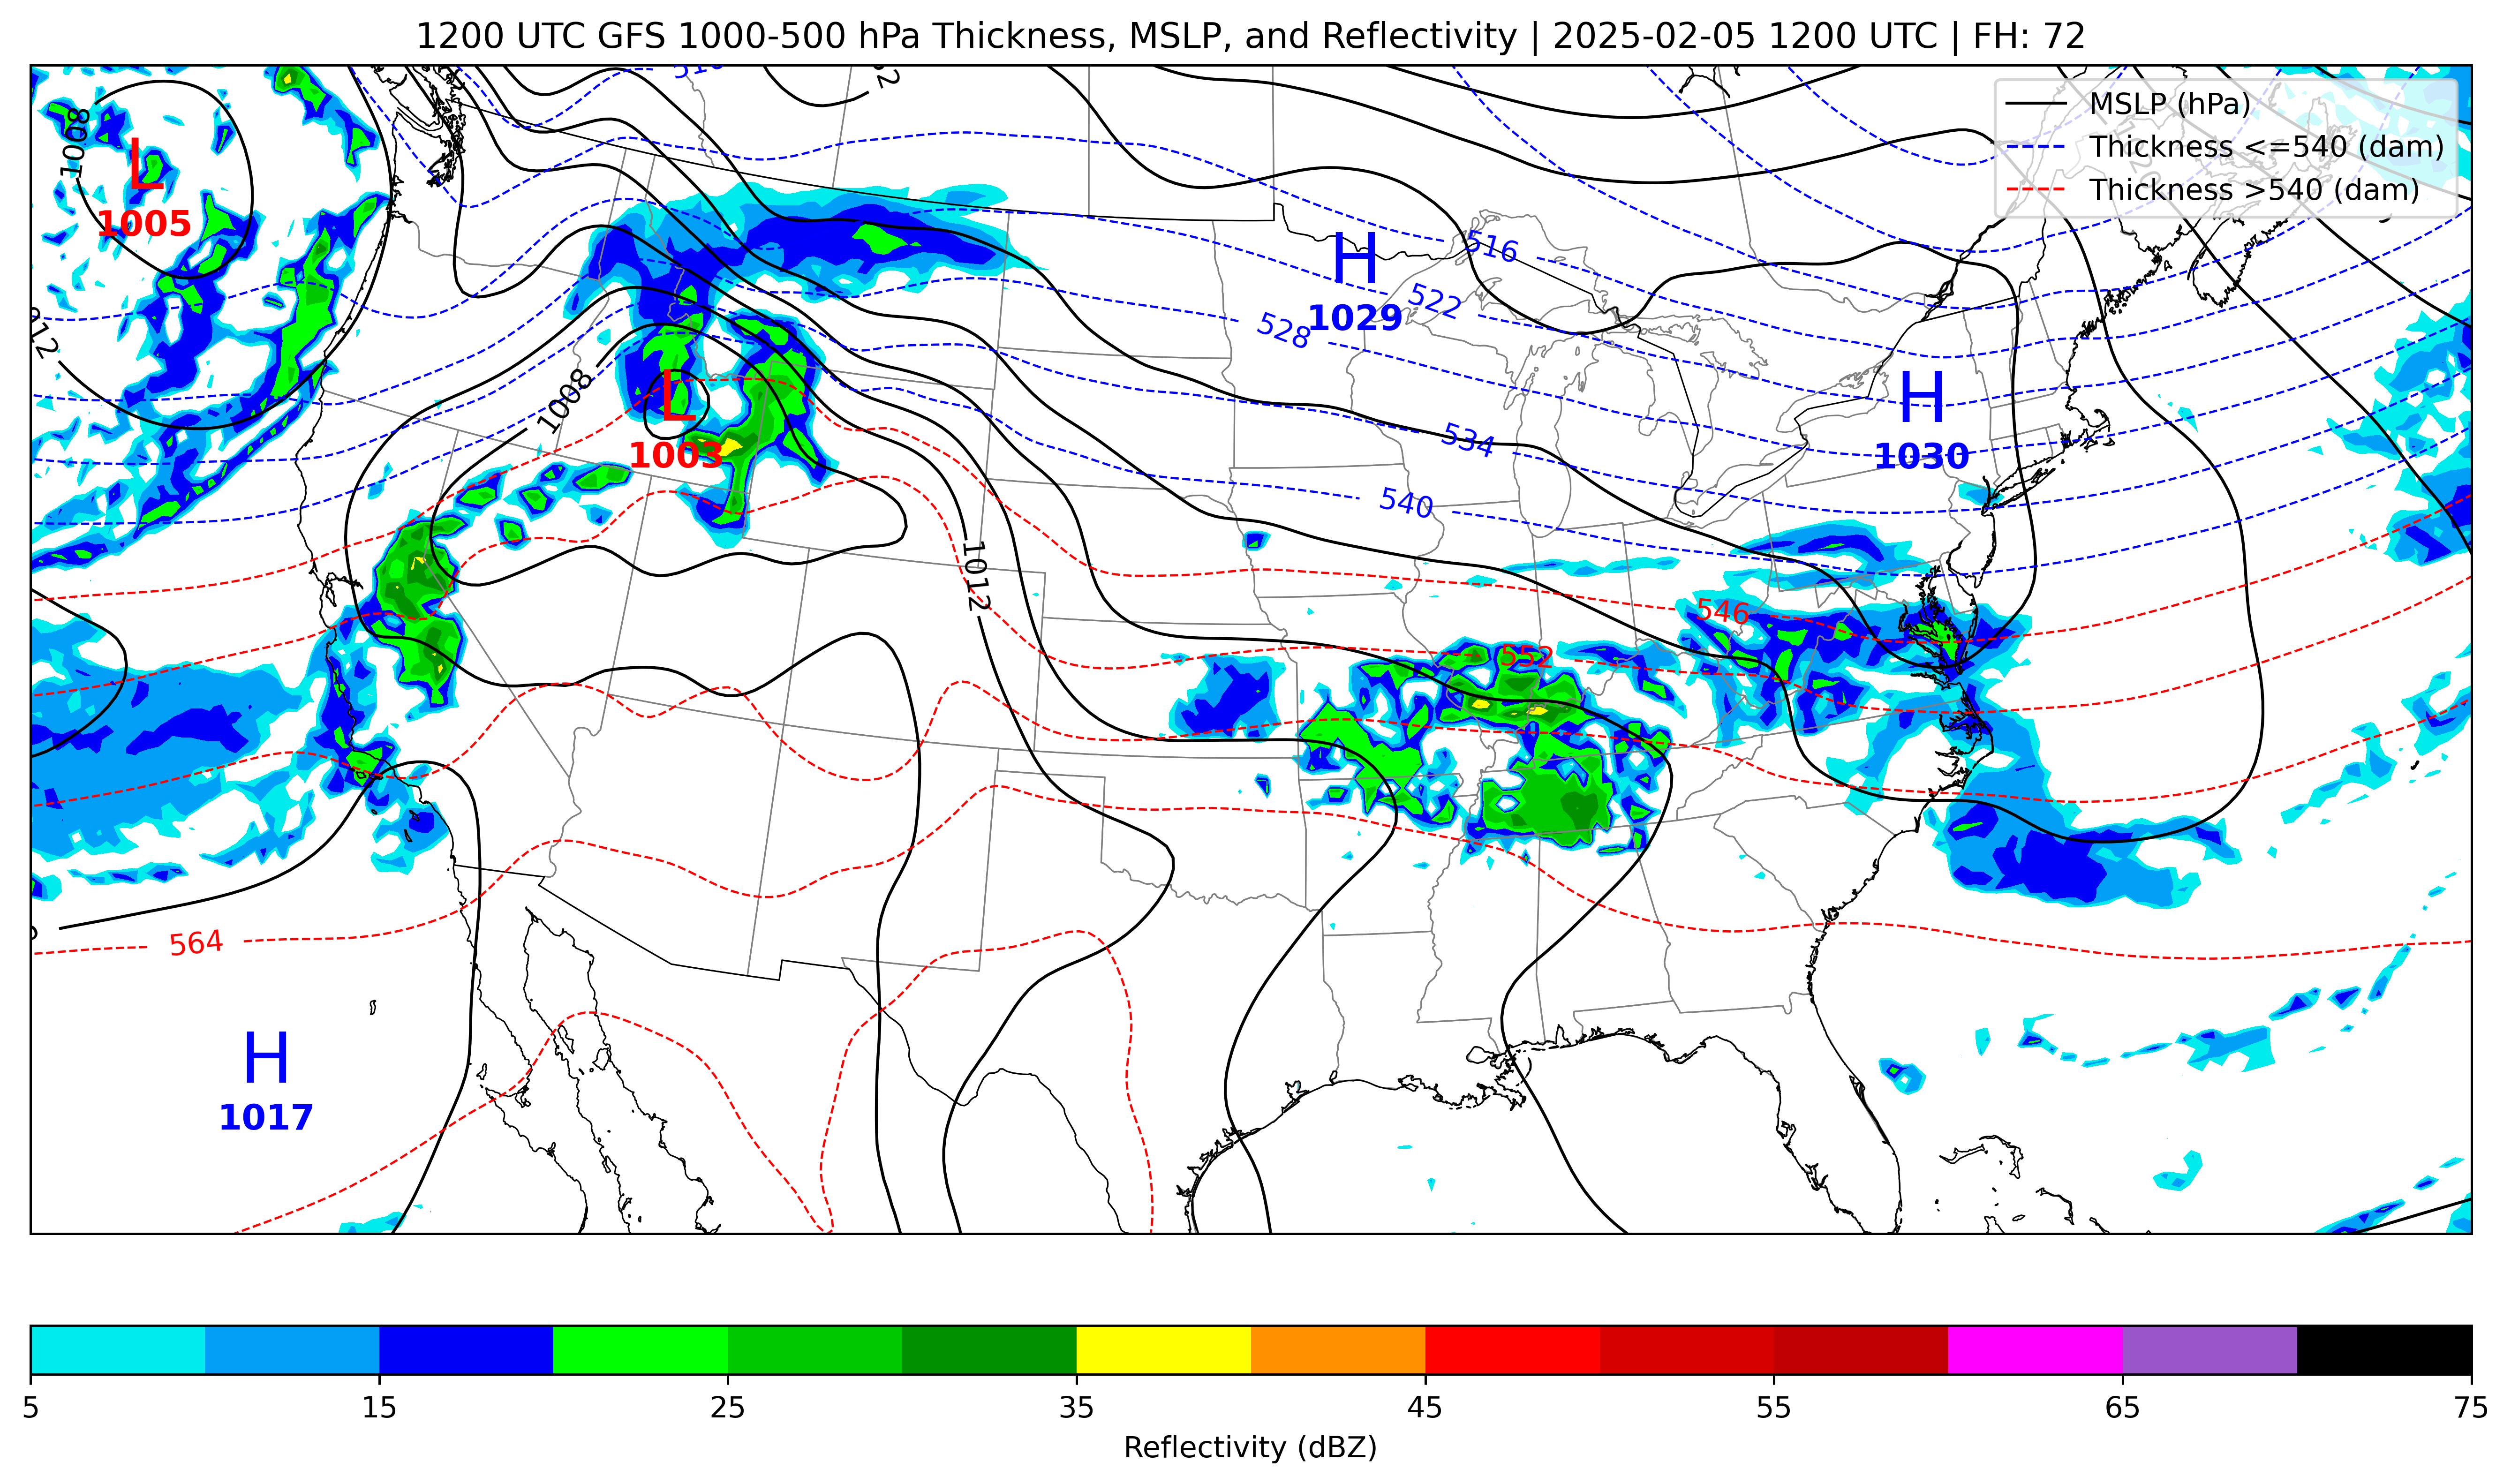 1200 UTC GFS 1000-500 hPa Thickness, MSLP, and Reflectivity | 2025-02-05 1200 UTC | FH: 72
MSLP (hPa)
Thickness <=540 (dam)
Thickness >540 (dam)
1008
L
1005
H
1029
516
522
528
H
1030
1008
L
1003
534
540
1012
546
552
564
H
1017
5
15
25
35
45
55
65
75
Reflectivity (dBZ)